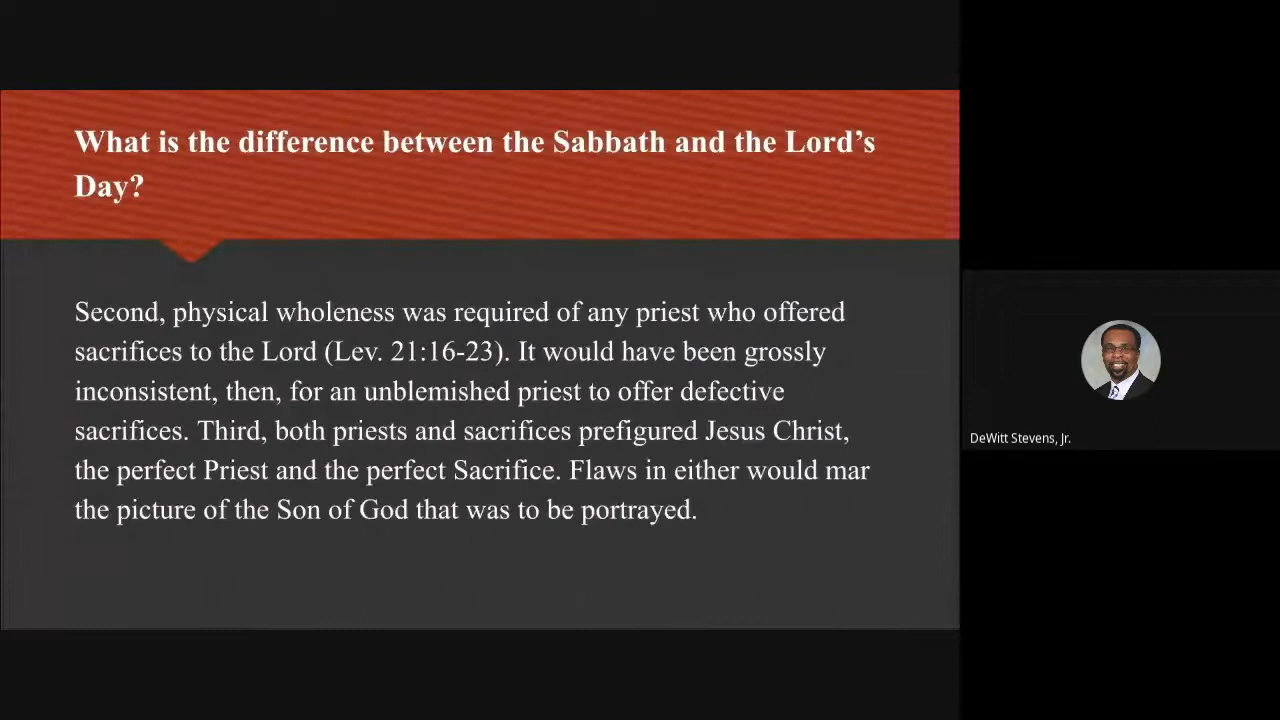 What is the difference between the Sabbath and the Lord’s
Day?
Second, physical wholeness was required of any priest who offered
sacrifices to the Lord (Lev. 21:16-23). It would have been grossly
inconsistent, then, for an unblemished priest to offer defective
sacrifices. Third, both priests and sacrifices prefigured Jesus Christ,
the perfect Priest and the perfect Sacrifice. Flaws in either would mar
the picture of the Son of God that was to be portrayed.
DeWitt Stevens, Jr.